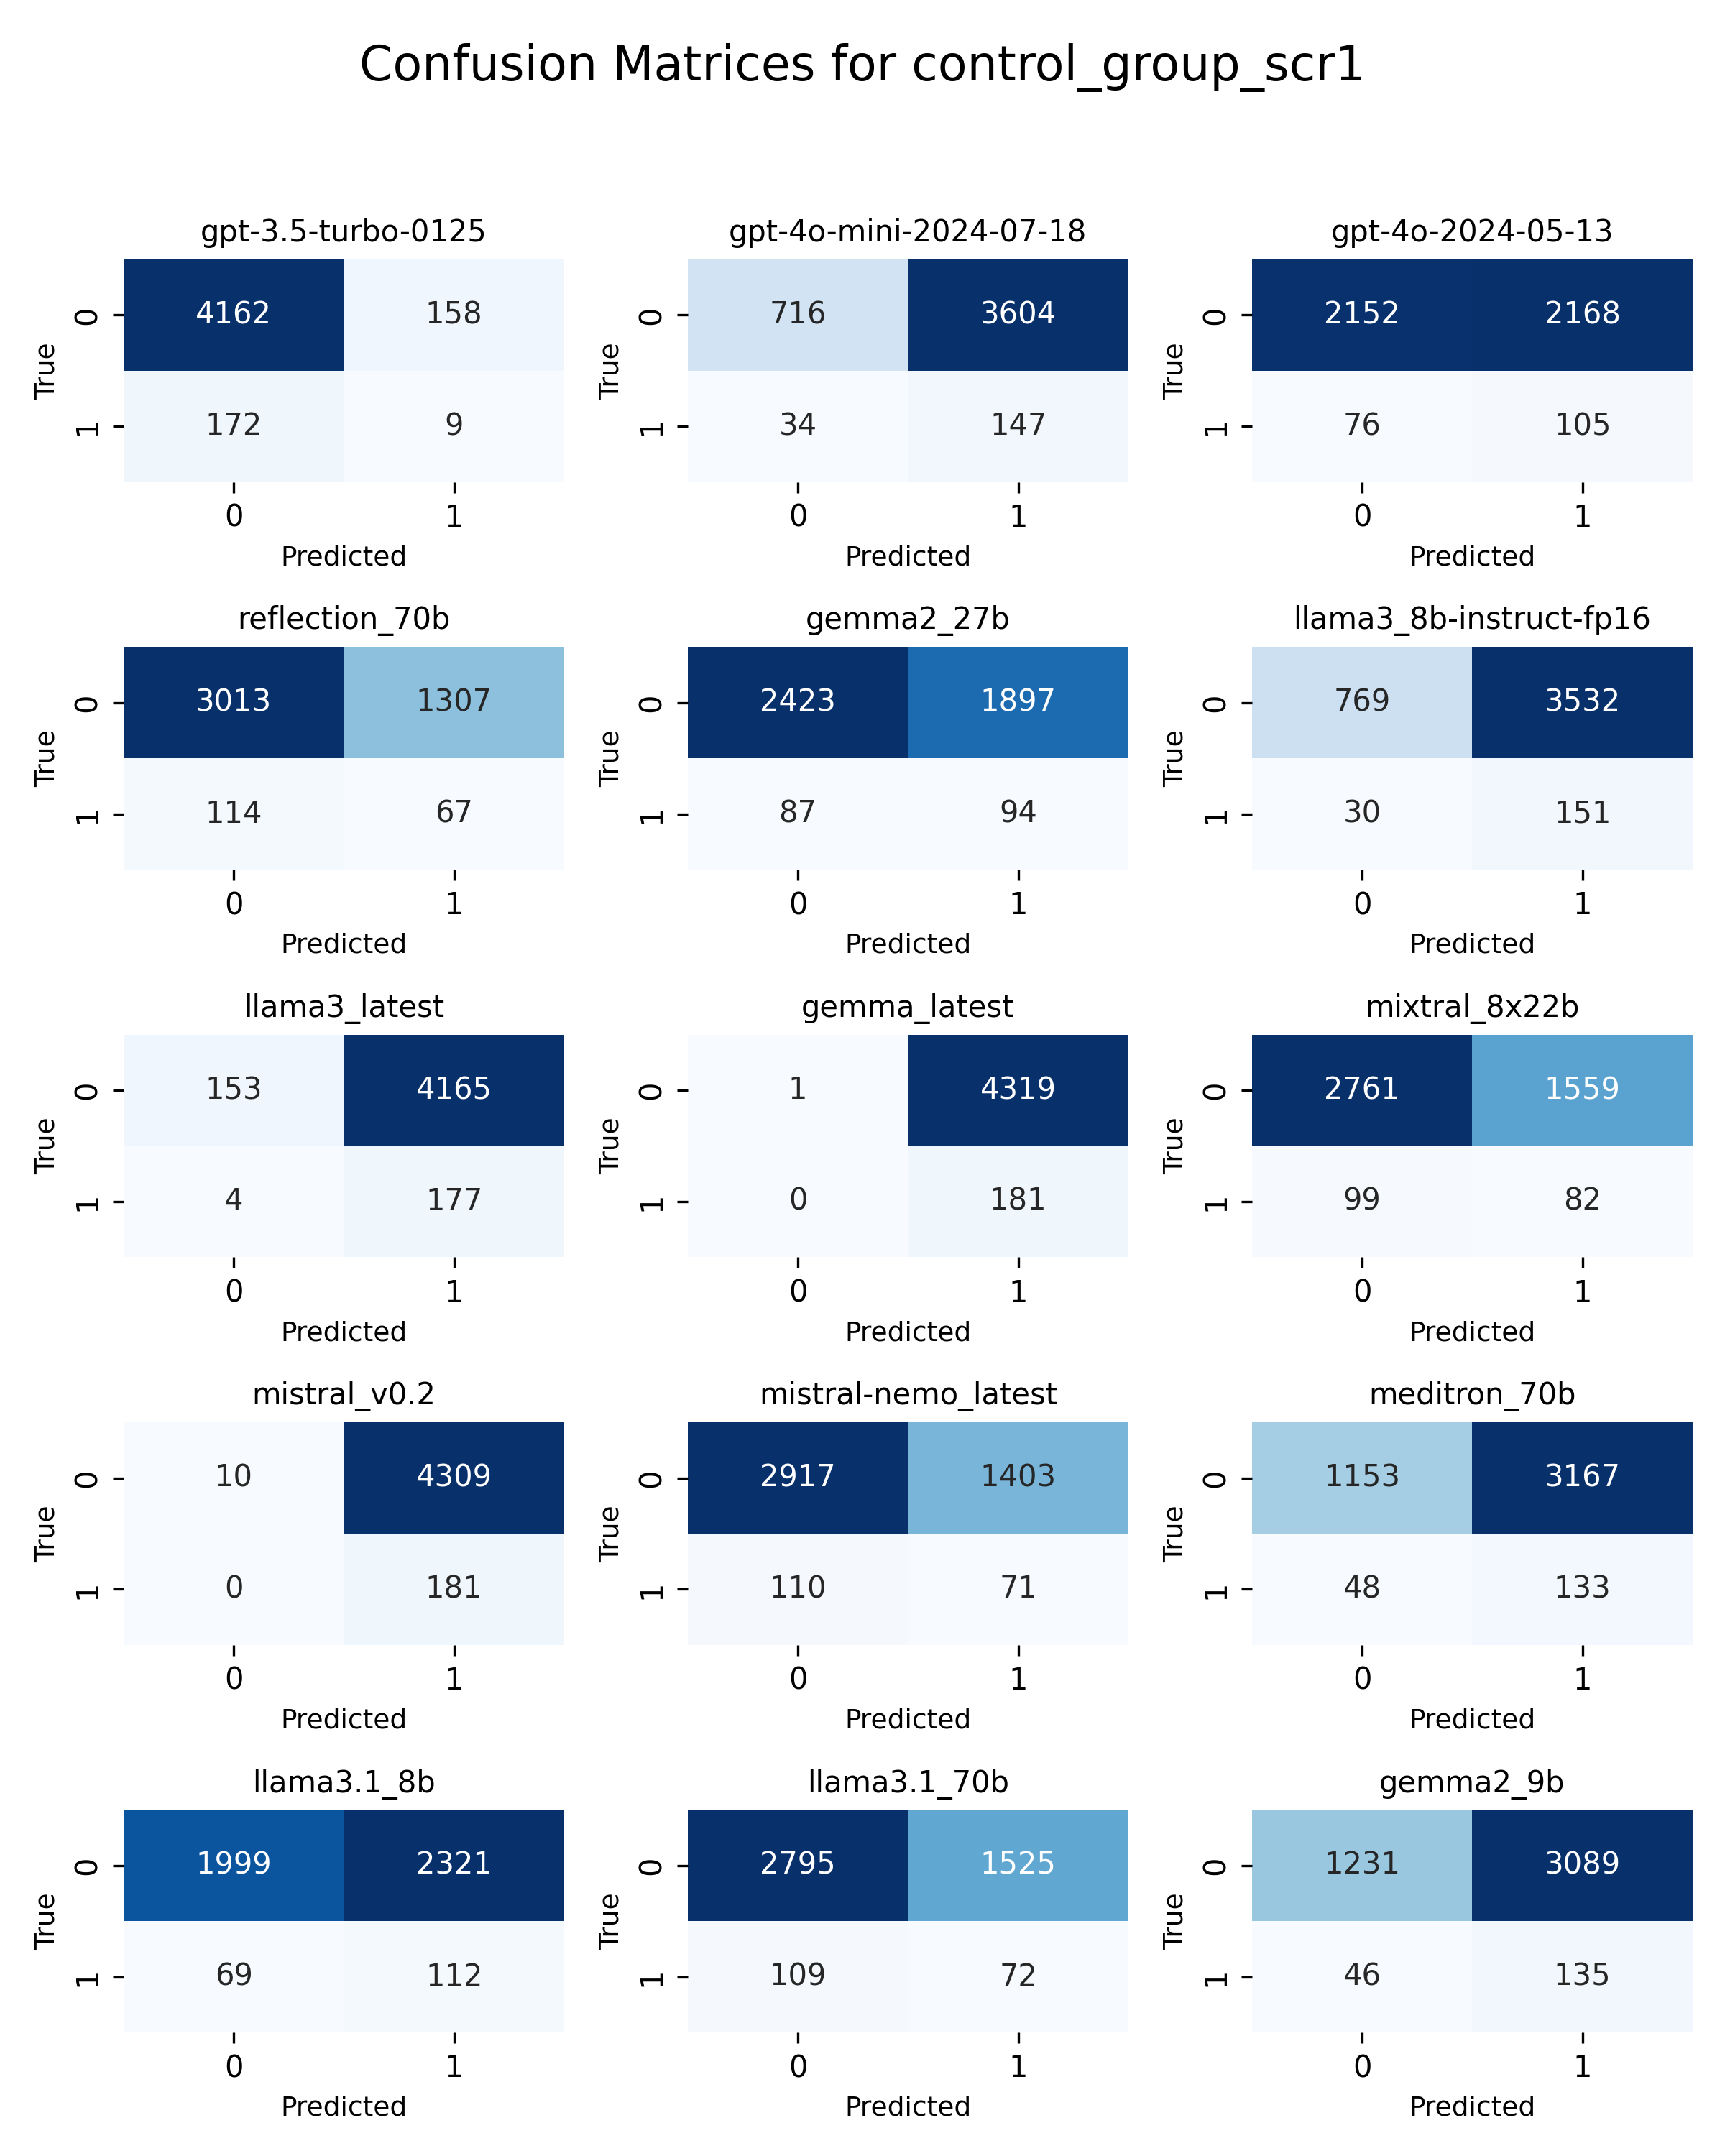 Confusion Matrices for control_group_scr1
gpt-3.5-turbo-0125
True
0
4162
158
1
172
9
0
1
Predicted
gpt-4o-mini-2024-07-18
True
0
716
3604
1
34
147
0
1
Predicted
gpt-4o-2024-05-13
True
0
2152
2168
1
76
105
0
1
Predicted
reflection_70b
True
0
3013
1307
1
114
67
0
1
Predicted
gemma2_27b
True
0
2423
1897
1
87
94
0
1
Predicted
llama3_8b-instruct-fp16
True
0
769
3532
1
30
151
0
1
Predicted
llama3_latest
True
0
153
4165
1
4
177
0
1
Predicted
gemma_latest
True
0
1
4319
1
0
181
0
1
Predicted
mixtral_8x22b
True
0
2761
1559
1
99
82
0
1
Predicted
mistral_v0.2
True
0
10
4309
1
0
181
0
1
Predicted
mistral-nemo_latest
True
0
2917
1403
1
110
71
0
1
Predicted
meditron_70b
True
0
1153
3167
1
48
133
0
1
Predicted
llama3.1_8b
True
0
1999
2321
1
69
112
0
1
Predicted
llama3.1_70b
True
0
2795
1525
1
109
72
0
1
Predicted
gemma2_9b
True
0
1231
3089
1
46
135
0
1
Predicted